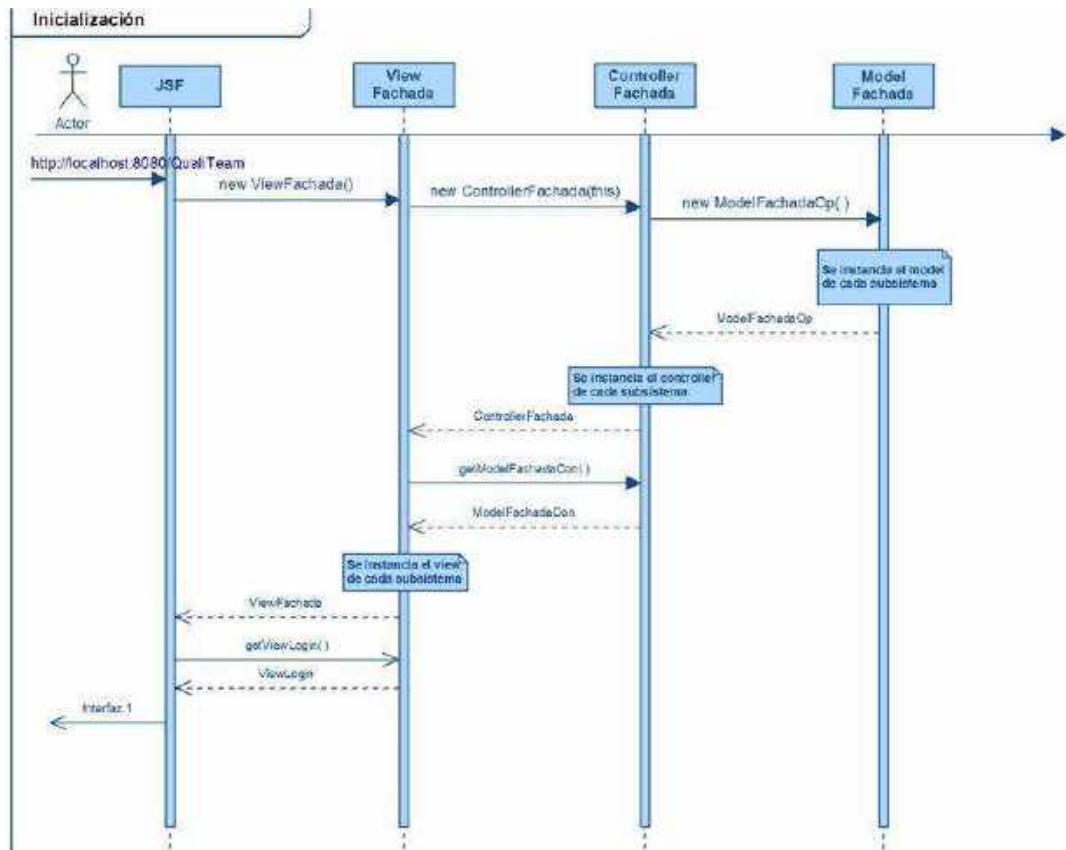 Inicialización
Actor
JSF
View
Fachada
Controller
Fachada
Model
Fachada
http://localhost:8080/QualiTeam
new ViewFachada()
new ControllerFachada(this)
new ModelFachadaOp( )
Se instancia el model
de cada subsistema
ModelFachadaOp
Se instancia el controller
de cada subsistema
ControllerFachada
getModelFachadaCon( )
ModelFachadaCon
Se instancia el view
de cada subsistema
ViewFachada
getViewLogin( )
ViewLogin
Interfaz 1